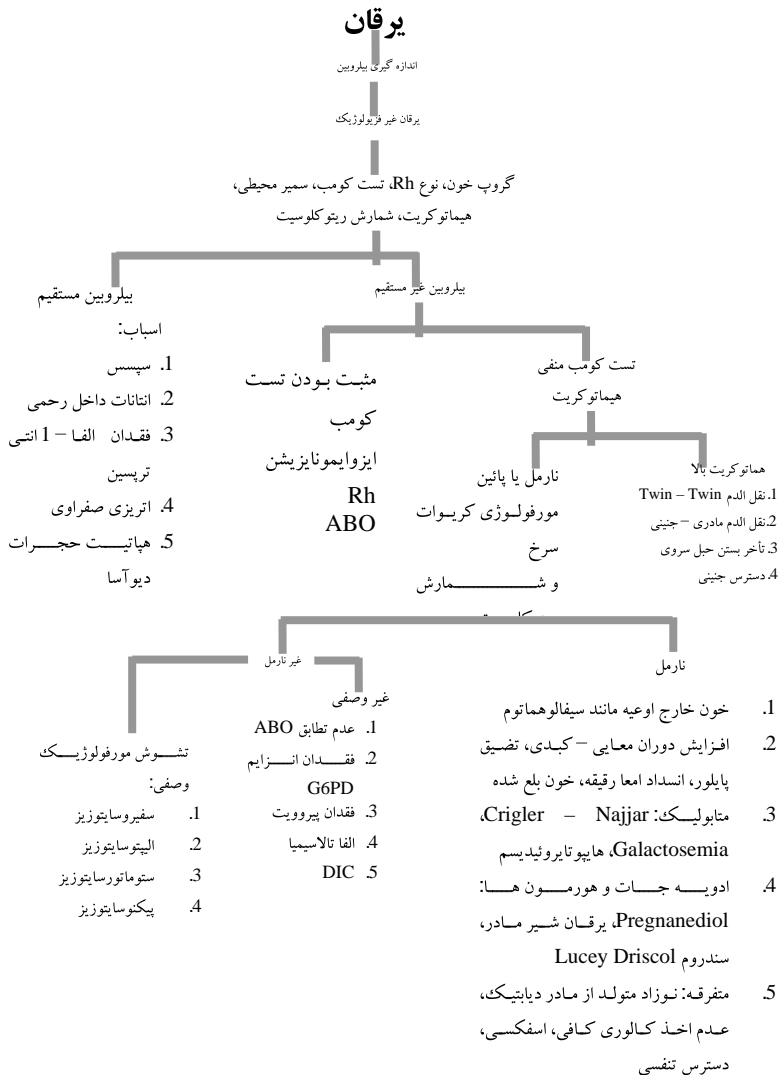 یرقان
اندازه گیری بیلروبین
یرقان غیر فزیولوژیک
گروپ خون، نوع Rh، تست کومب، سمیر محیطی،
هیماتوکریت، شمارش ریتوکلوسیت
بیلروبین مستقیم
اسباب:
1. سپسس
2. انتانات داخل رحمی
3. فقدان الفا – 1 انتی
تریپسین
4. اتریزی صفراوی
5. هپاتیت حجرات
دیوآسا
بیلروبین غیر مستقیم
مثبت بودن تست
کومب
ایزوایمونایزیشن
Rh
ABO
تست کومب منفی
هیماتوکریت
نارمل یا پائین
مورفولوژی کریوات
سرخ
و شمارش
هماتوکریت بالا
1. نقل الدم Twin – Twin
2. نقل الدم مادری – جنینی
3. تأخر بستن حبل سروی
4. دسترس جنینی
غیر نارمل
تشوش مورفولوژیک
وصفی:
1. سفیروسایتوزیز
2. الیپتوسایتوزیز
3. ستوماتورسایتوزیز
4. پیکنوسایتوزیز
غیر وصفی
1. عدم تطابق ABO
2. فقدان انزایم
G6PD
3. فقدان پیروویت
4. الفا تالاسیمیا
5. DIC
نارمل
1. خون خارج اوعیه مانند سیفالوهماتوم
2. افزایش دوران معایی – کبدی، تضیق
پایلور، انسداد امعا رقیقه، خون بلع شده
3. متابولیک: Crigler – Najjar،
Galactosemia، هایپوتایروئیدیسم
4. ادویه جات و هورمون ها:
Pregnanediol، یرقان شیر مادر،
سندروم Lucey Driscol
5. متفرقه: نوزاد متولد از مادر دیابتیک،
عدم اخذ کالوری کافی، اسفکسی،
دسترس تنفسی